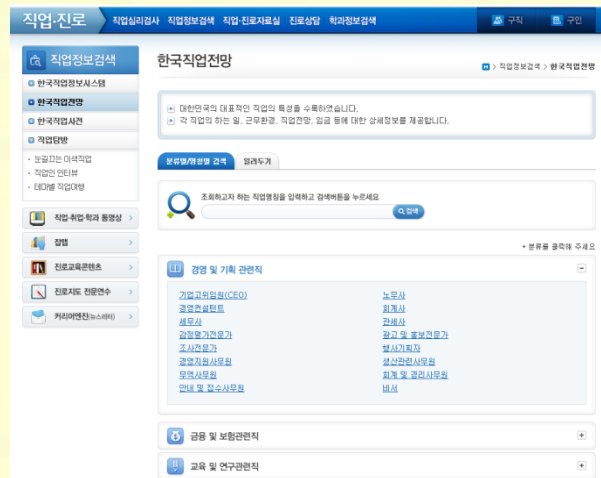 직업·진로
직업심리검사 직업정보검색 직업·진로자료실 진로상담 학과정보검색
구직
구인
직업정보검색
한국직업정보시스템
한국직업전망
한국직업사전
직업탐방
· 눈길끄는 이색직업
· 직업인 인터뷰
· 테마별 직업여행
직업·취업·학과 동영상 >
잡맵 >
진로교육콘텐츠 >
진로지도 전문연수 >
커리어엔진(뉴스레터) >
한국직업전망
> 직업정보검색 > 한국직업전망
대한민국의 대표적인 직업의 특성을 수록하였습니다.
각 직업의 하는 일, 근무환경, 직업전망, 임금 등에 대한 상세정보를 제공합니다.
분류별/명칭별 검색
일러두기
조회하고자 하는 직업명칭을 입력하고 검색버튼을 누르세요
검색
+ 분류를 클릭해 주세요
경영 및 기획 관련직
기업고위임원(CEO)
노무사
경영컨설턴트
회계사
세무사
관세사
감정평가전문가
광고 및 홍보전문가
조사전문가
행사기획자
경영지원사무원
생산관련사무원
무역사무원
회계 및 경리사무원
안내 및 접수사무원
비서
금융 및 보험관련직
교육 및 연구관련직